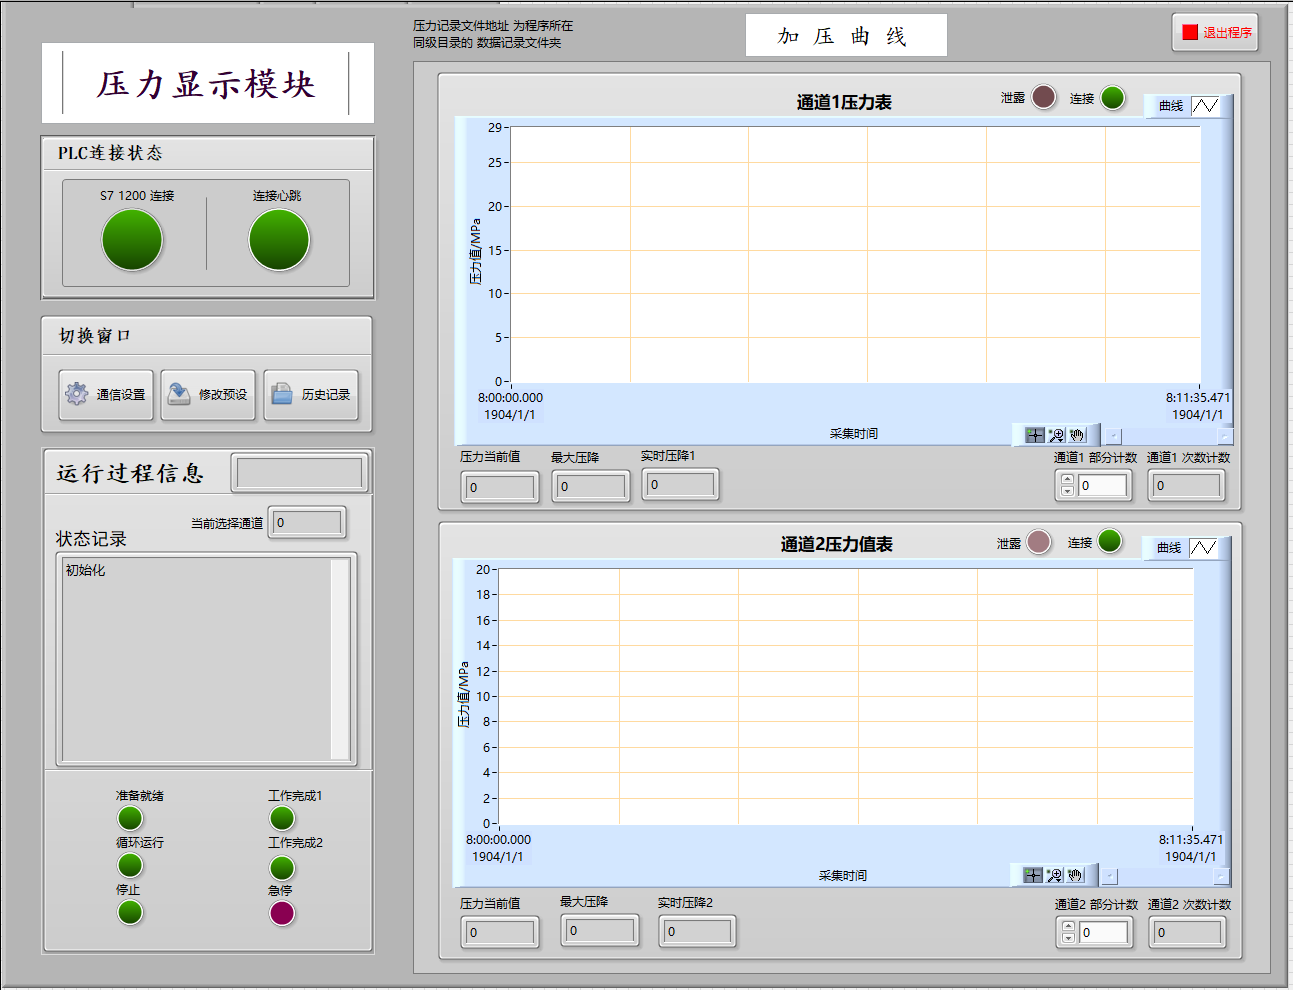 压力显示模块
PLC连接状态
S7 1200 连接
连接心跳
切换窗口
通信设置
修改预设
历史记录
运行过程信息
当前选择通道
0
状态记录
初始化
准备就绪
工作完成1
循环运行
工作完成2
停止
急停
压力记录文件地址 为程序所在
同级目录的 数据记录文件夹
加 压 曲 线
退出程序
通道1压力表
泄露
连接
曲线
压力值/MPa
29
25
20
15
10
5
0
8:00:00.000
1904/1/1
8:11:35.471
1904/1/1
采集时间
压力当前值
0
最大压降
0
实时压降1
0
通道1 部分计数
0
通道1 次数计数
0
通道2压力值表
泄露
连接
曲线
压力值/MPa
20
18
16
14
12
10
8
6
4
2
0
8:00:00.000
1904/1/1
8:11:35.471
1904/1/1
采集时间
压力当前值
0
最大压降
0
实时压降2
0
通道2 部分计数
0
通道2 次数计数
0